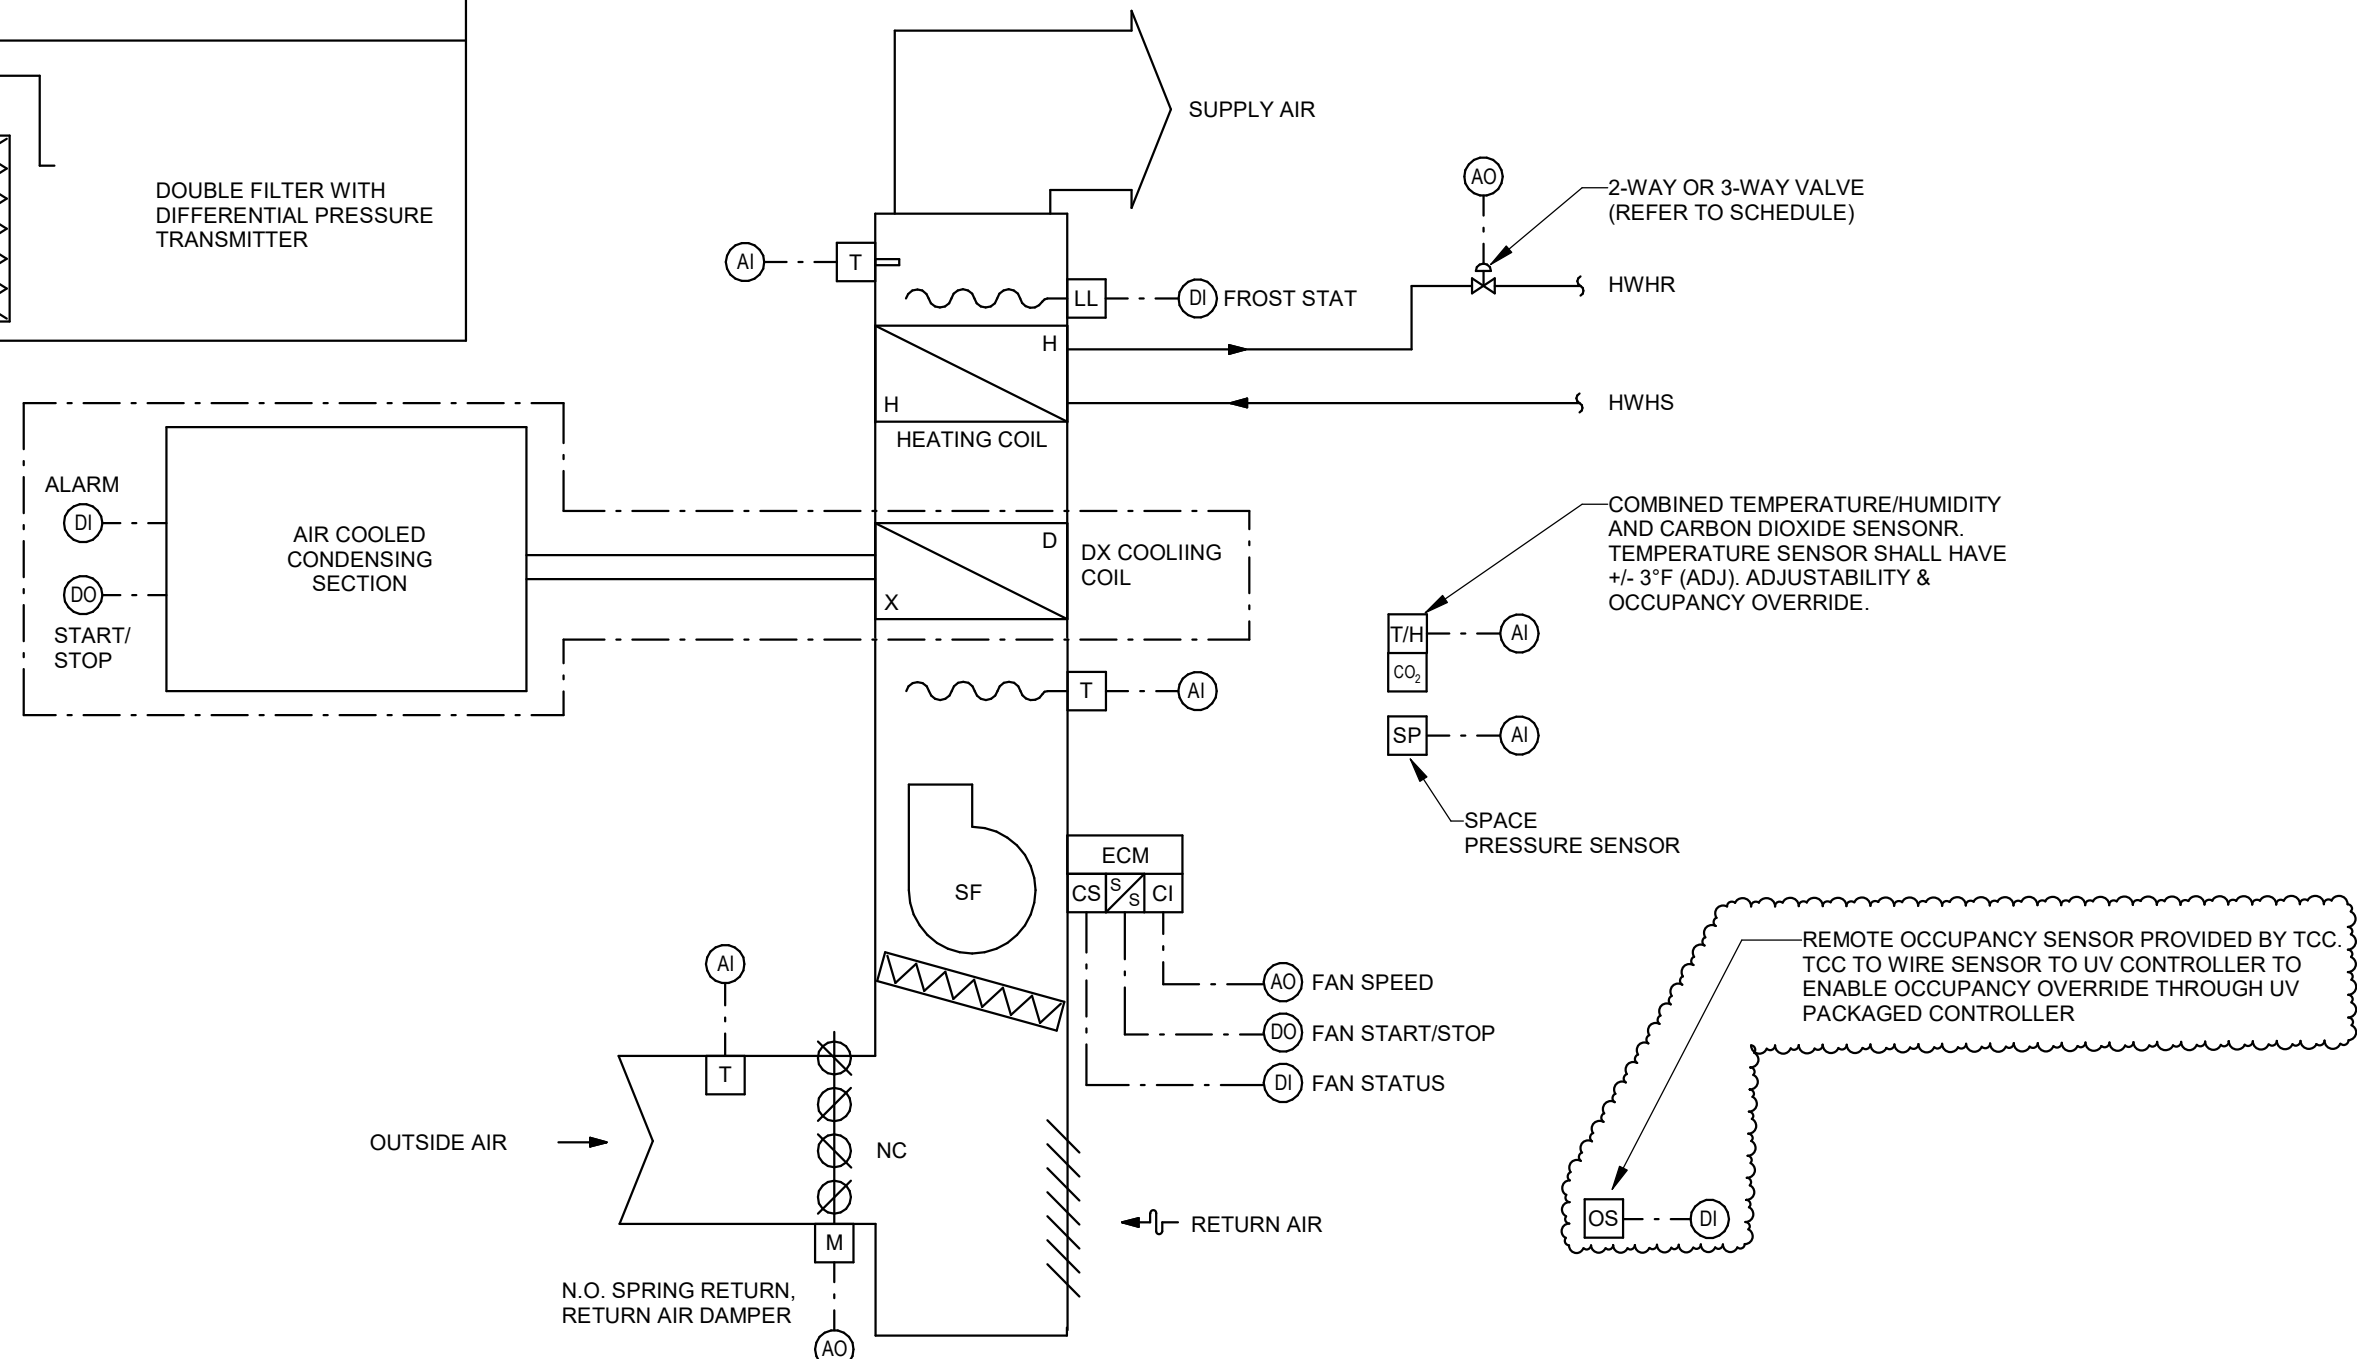 SUPPLY AIR
AO
2-WAY OR 3-WAY VALVE
(REFER TO SCHEDULE)
DOUBLE FILTER WITH
DIFFERENTIAL PRESSURE
TRANSMITTER
AI
T
LL
DI
FROST STAT
HWHR
H
H
HEATING COIL
HWHS
ALARM
DI
DO
START/
STOP
AIR COOLED
CONDENSING
SECTION
D
X
DX COOLIING
COIL
COMBINED TEMPERATURE/HUMIDITY
AND CARBON DIOXIDE SENSONR.
TEMPERATURE SENSOR SHALL HAVE
+/- 3°F (ADJ). ADJUSTABILITY &
OCCUPANCY OVERRIDE.
T/H
AI
CO₂
T
AI
SP
AI
SPACE
PRESSURE SENSOR
SF
ECM
CS
S
S
CI
AO
FAN SPEED
DO
FAN START/STOP
DI
FAN STATUS
REMOTE OCCUPANCY SENSOR PROVIDED BY TCC.
TCC TO WIRE SENSOR TO UV CONTROLLER TO
ENABLE OCCUPANCY OVERRIDE THROUGH UV
PACKAGED CONTROLLER
OS
DI
AI
T
OUTSIDE AIR
NC
RETURN AIR
M
N.O. SPRING RETURN,
RETURN AIR DAMPER
AO